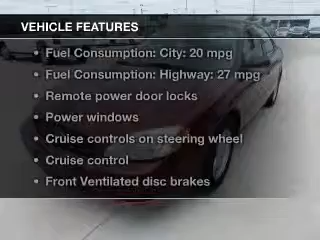 VEHICLE FEATURES
• Fuel Consumption: City: 20 mpg
• Fuel Consumption: Highway: 27 mpg
• Remote power door locks
• Power windows
• Cruise controls on steering wheel
• Cruise control
• Front Ventilated disc brakes